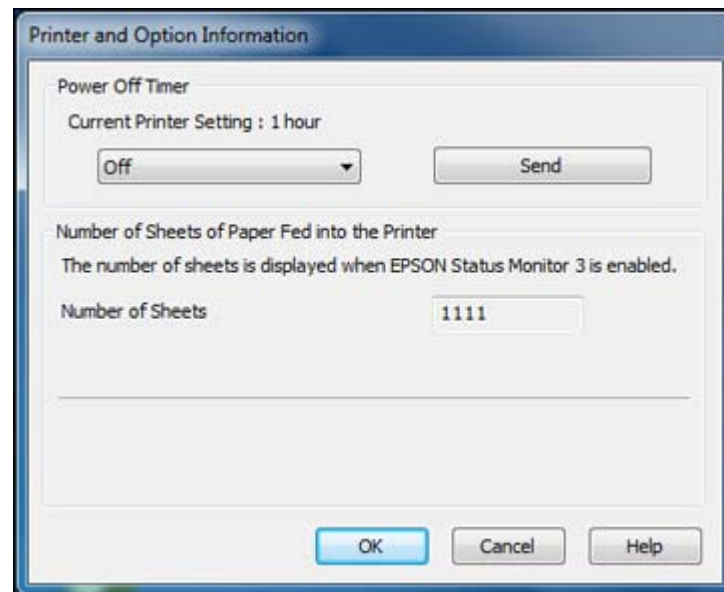 Printer and Option Information
Power Off Timer
Current Printer Setting : 1 hour
Off
Send
Number of Sheets of Paper Fed into the Printer
The number of sheets is displayed when EPSON Status Monitor 3 is enabled.
Number of Sheets
1111
OK
Cancel
Help